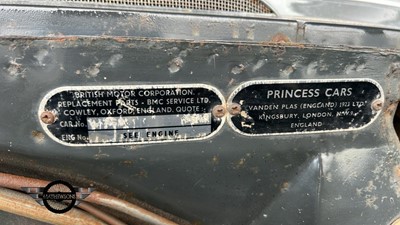 BRITISH MOTOR CORPORATION.
REPLACEMENT PARTS - BMC SERVICE LTD.
COWLEY, OXFORD, ENGLAND. QUOTE:-
CAR No.
ENG No. SEE ENGINE
PRINCESS CARS
VANDEN PLAS (ENGLAND) 1923 LTD
KINGSBURY, LONDON, N.W.9.
ENGLAND